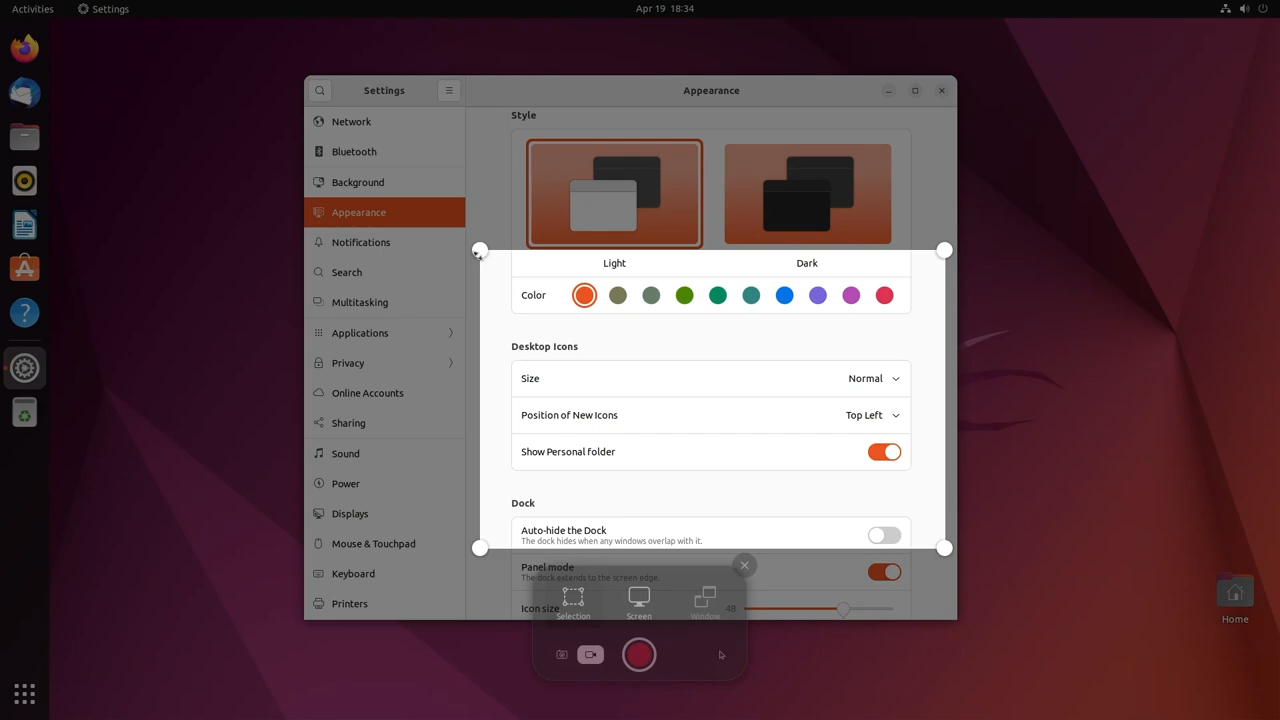 Activities
Settings
Apr 19 18:34
Settings
Appearance
Network
Bluetooth
Background
Appearance
Notifications
Search
Multitasking
Applications
Privacy
Online Accounts
Sharing
Sound
Power
Displays
Mouse & Touchpad
Keyboard
Printers
Style
Light
Dark
Color
Desktop Icons
Size
Normal
Position of New Icons
Top Left
Show Personal folder
Dock
Auto-hide the Dock
The dock hides when any windows overlap with it.
Panel mode
The dock extends to the screen edge.
Icon size
48
Selection
Screen
Window
Home